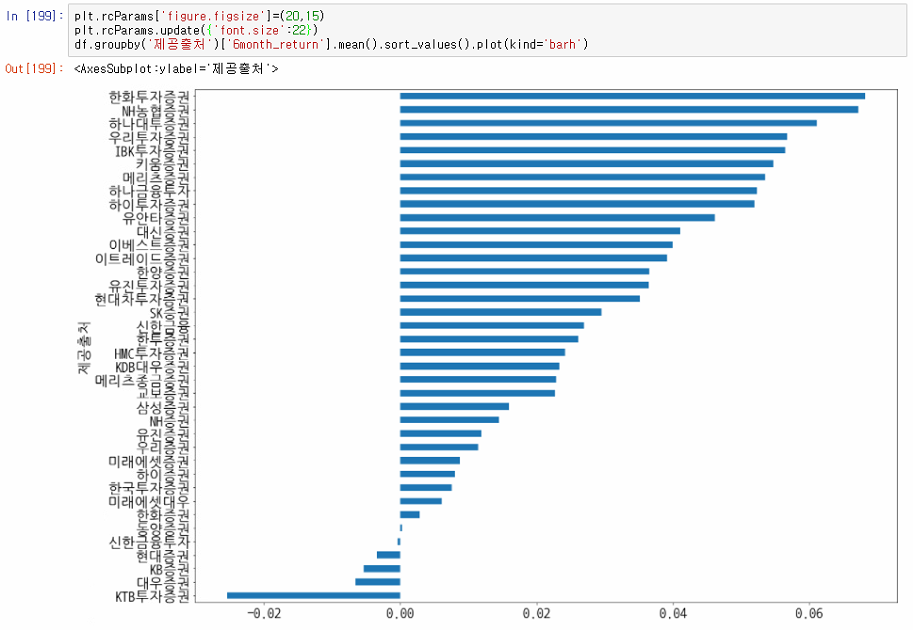 In [199]:
plt.rcParams['figure.figsize']=(20,15)
plt.rcParams.update({'font.size':22})
df.groupby('제공출처')['6month_return'].mean().sort_values().plot(kind='barh')
Out[199]: <AxesSubplot:ylabel='제공출처'>
한화투자증권
NH농협증권
하나대투증권
우리투자증권
IBK투자증권
키움증권
메리츠증권
하나금융투자
하이투자증권
유안타증권
대신증권
이베스트증권
이트레이드증권
한양증권
유진투자증권
현대차투자증권
SK증권
신한금융
한투증권
HMC투자증권
KDB대우증권
메리츠종금증권
교보증권
삼성증권
NH증권
유진증권
우리증권
미래에셋증권
하이증권
한국투자증권
미래에셋대우
한화증권
동양증권
신한금융투자
현대증권
KB증권
대우증권
KTB투자증권
제공출처
-0.02 0.00 0.02 0.04 0.06